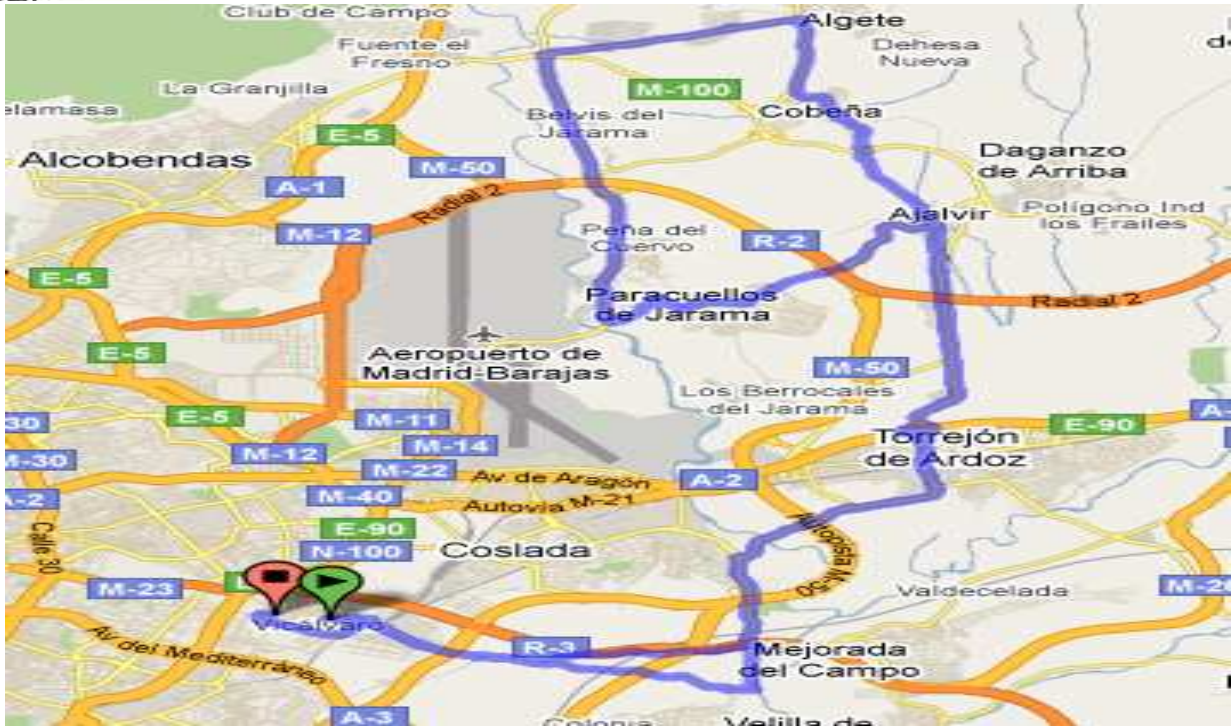 Club de Campo
Algete
Fuente el
Fresno
Dehesa
Nueva
La Granjilla
M-100
elamasa
Belvis del
Jarama
Cobeña
E-5
Alcobendas
M-50
Daganzo
de Arriba
A-1
Radial 2
Ajalvir
Polígono Ind
los Frailes
M-12
Peña del
Cuervo
R-2
E-5
Paracuellos
de Jarama
Radial 2
E-5
Aeropuerto de
Madrid-Barajas
M-50
Los Berrocales
del Jarama
E-5
M-11
30
M-14
Torrejón
de Ardoz
E-90
M-30
M-12
M-22
Av de Aragón
A-2
A-2
M-40
Autovia M-21
Calle 30
E-90
N-100
Coslada
Autopista M-50
M-23
Valdecelada
Vicálvaro
R-3
Mejorada
del Campo
Av del Mediterráneo
A-3
Colonia
Velilla de